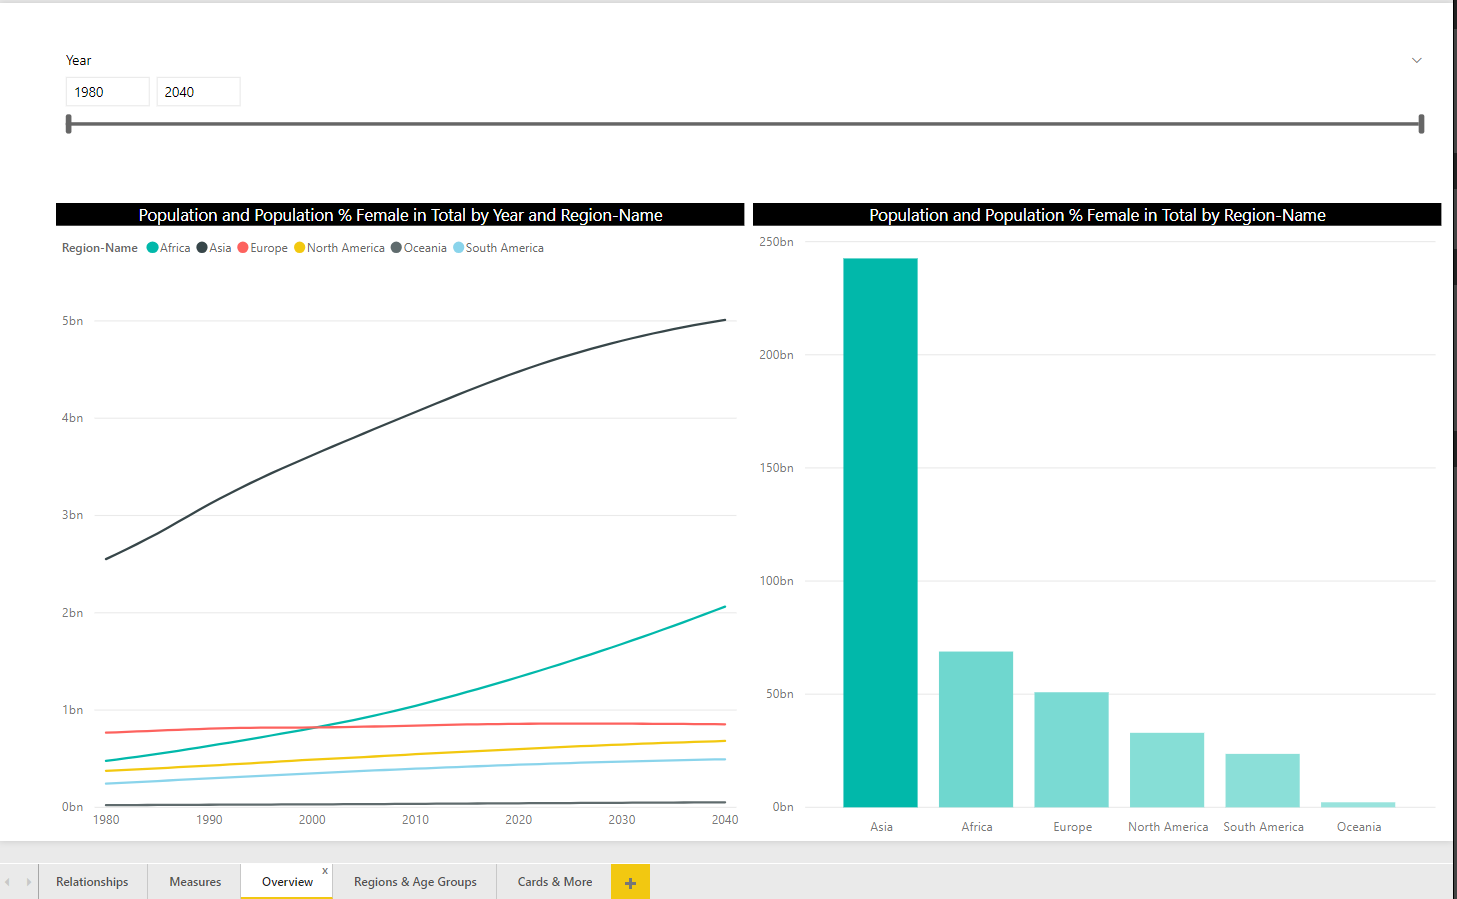 Year
1980 2040
Population and Population % Female in Total by Year and Region-Name
Region-Name Africa Asia Europe North America Oceania South America
5bn
4bn
3bn
2bn
1bn
0bn
1980 1990 2000 2010 2020 2030 2040
Population and Population % Female in Total by Region-Name
250bn
200bn
150bn
100bn
50bn
0bn
Asia Africa Europe North America South America Oceania
Relationships Measures Overview x Regions & Age Groups Cards & More +